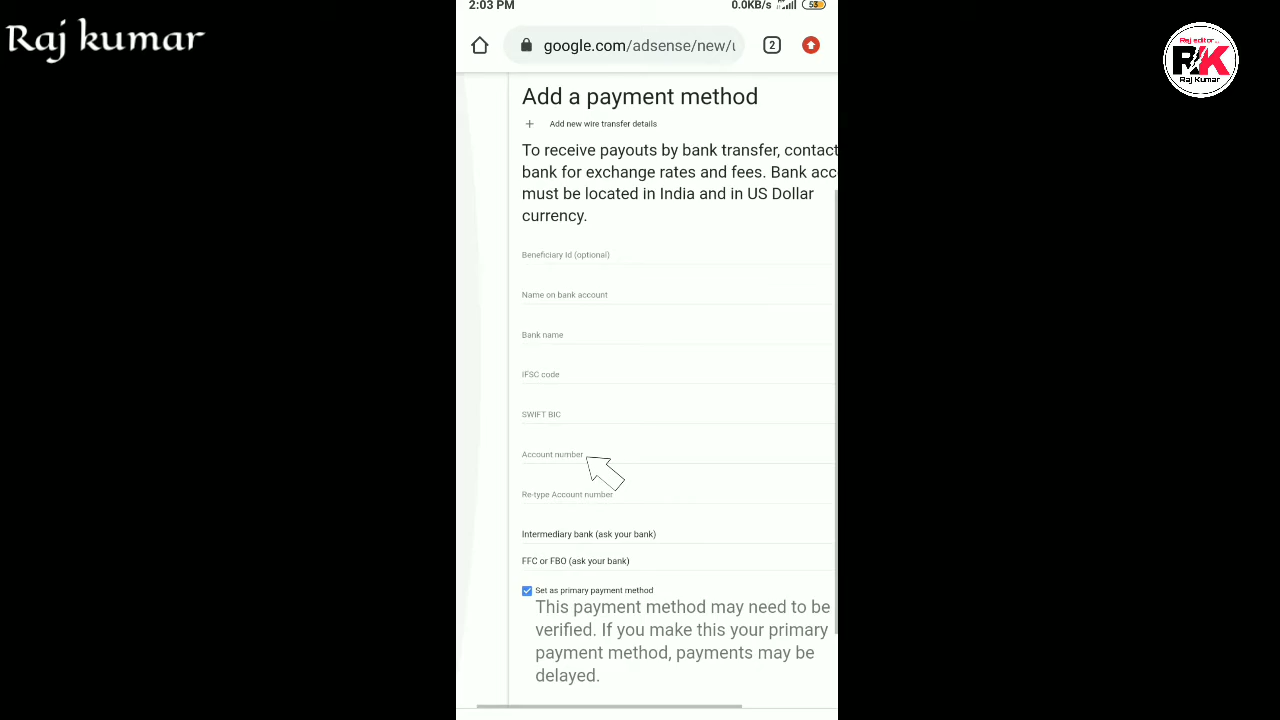 Raj kumar
2:03 PM
0.0KB/s
53
google.com/adsense/new/u
2
Raj editor...
RK
Raj Kumar
Add a payment method
+ Add new wire transfer details
To receive payouts by bank transfer, contact
bank for exchange rates and fees. Bank acc
must be located in India and in US Dollar
currency.
Beneficiary Id (optional)
Name on bank account
Bank name
IFSC code
SWIFT BIC
Account number
Re-type Account number
Intermediary bank (ask your bank)
FFC or FBO (ask your bank)
Set as primary payment method
This payment method may need to be
verified. If you make this your primary
payment method, payments may be
delayed.